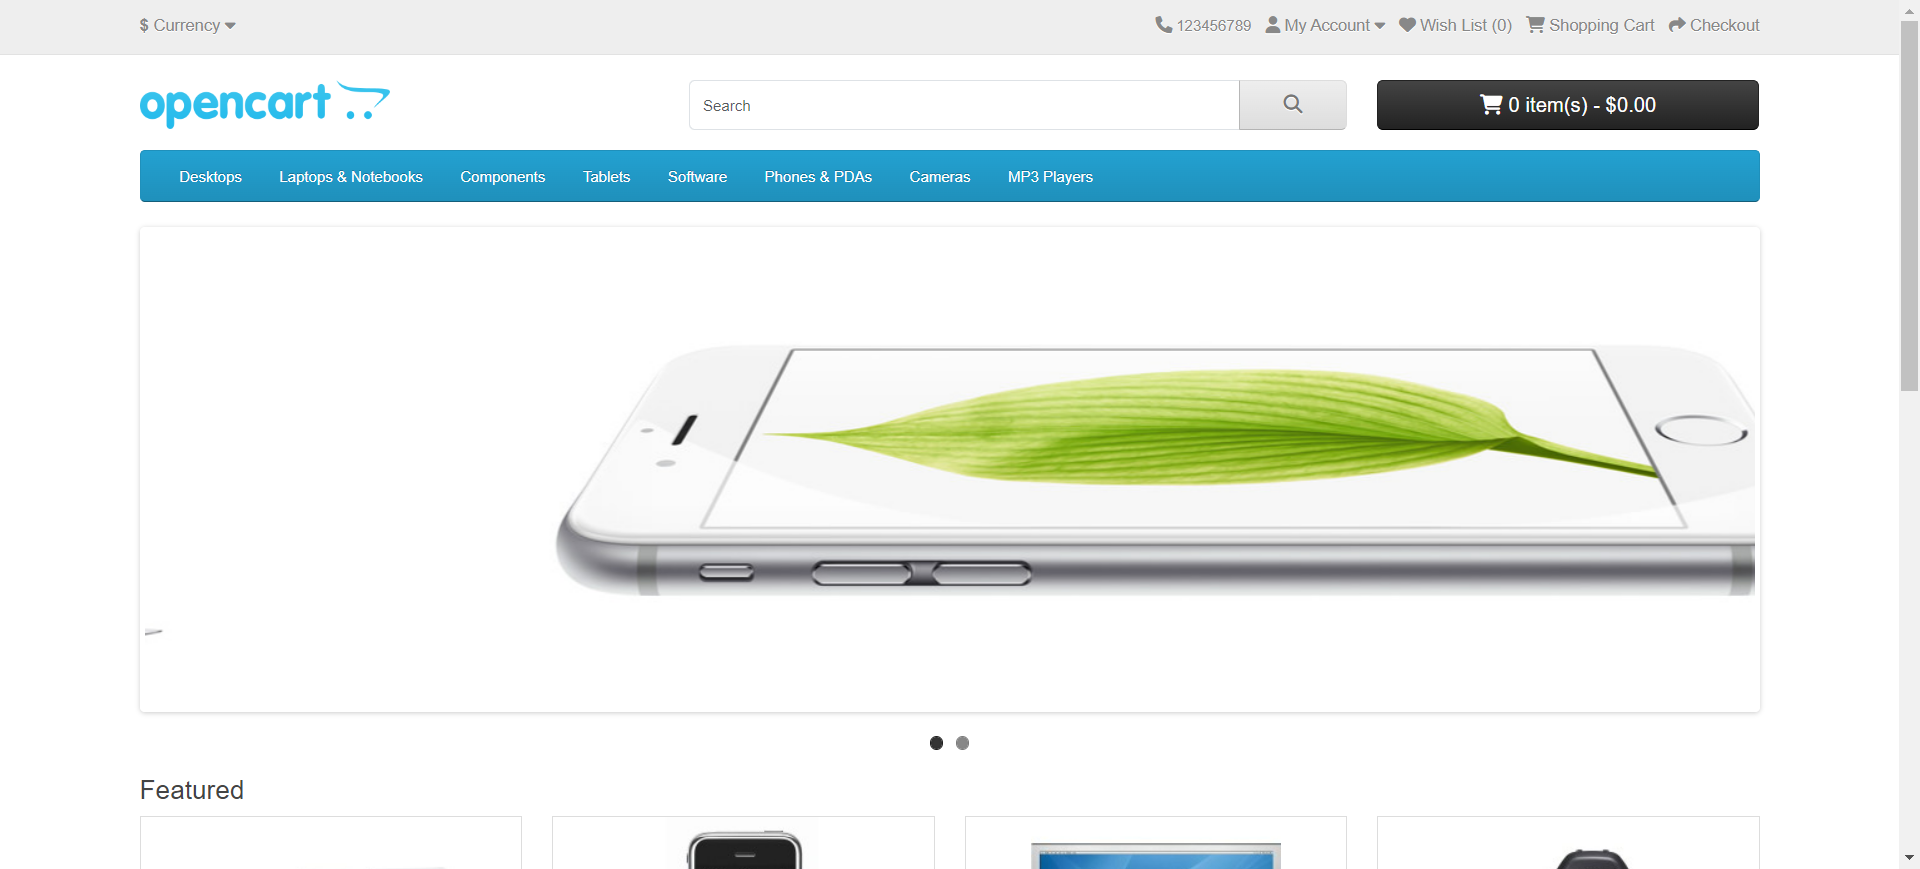 $ Currency
123456789 My Account Wish List (0) Shopping Cart Checkout
opencart
Search
0 item(s) - $0.00
Desktops Laptops & Notebooks Components Tablets Software Phones & PDAs Cameras MP3 Players
Featured